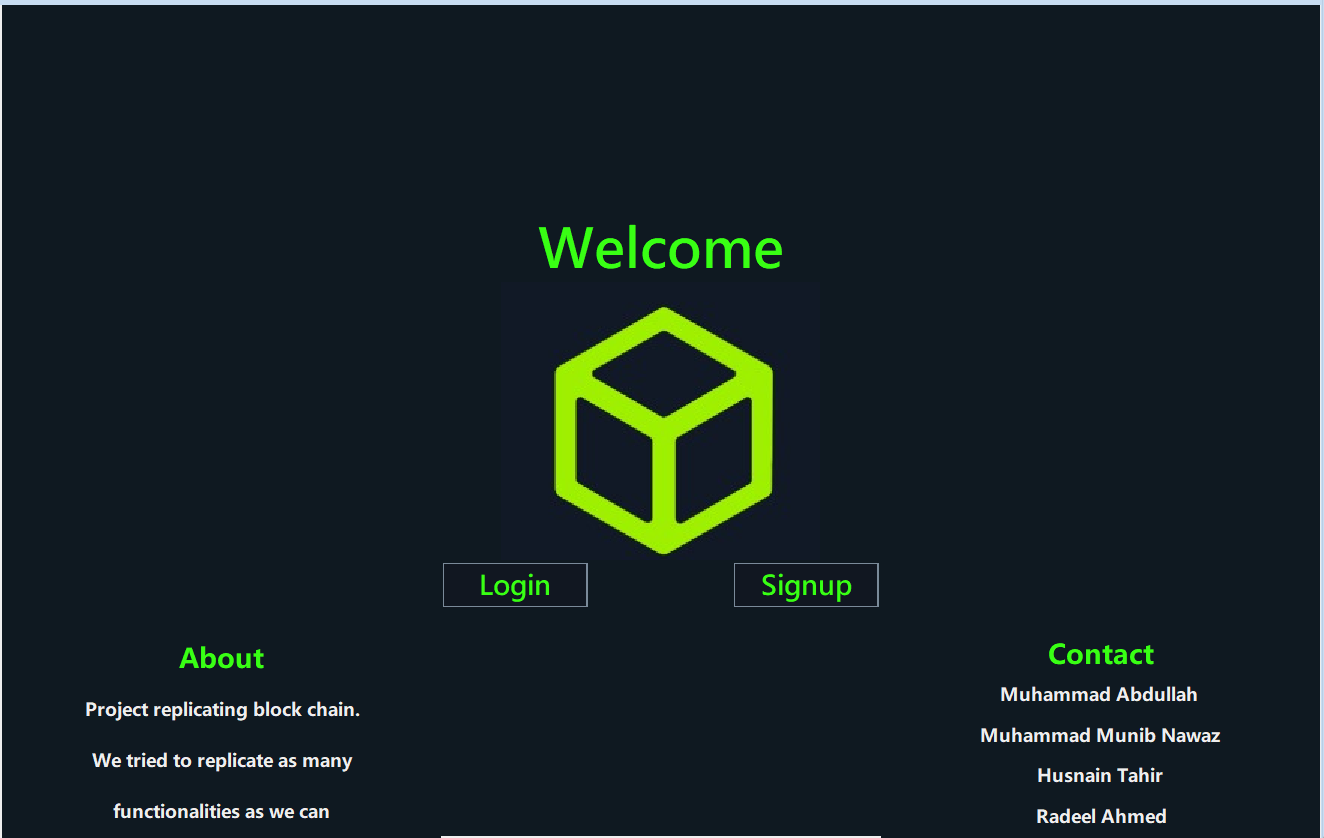 Welcome
Login
Signup
About
Project replicating block chain.
We tried to replicate as many
functionalities as we can
Contact
Muhammad Abdullah
Muhammad Munib Nawaz
Husnain Tahir
Radeel Ahmed